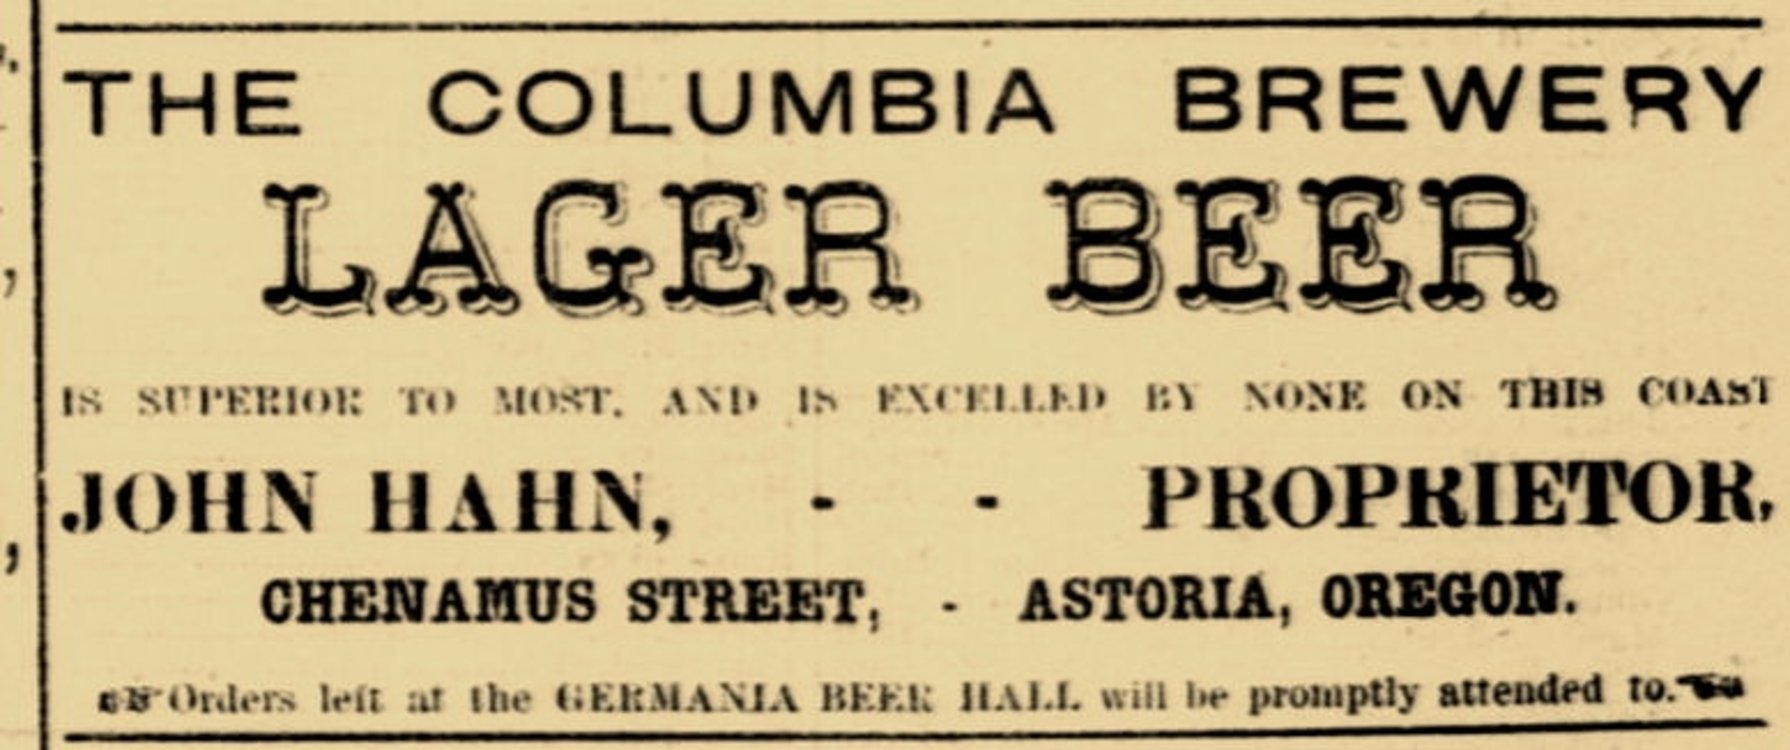 THE COLUMBIA BREWERY
LAGER BEER
IS SUPERIOR TO MOST, AND IS EXCELLED BY NONE ON THIS COAST
JOHN HAHN, - - PROPRIETOR,
CHENAMUS STREET, - ASTORIA, OREGON.
☞Orders left at the GERMANIA BEER HALL will be promptly attended to.☜